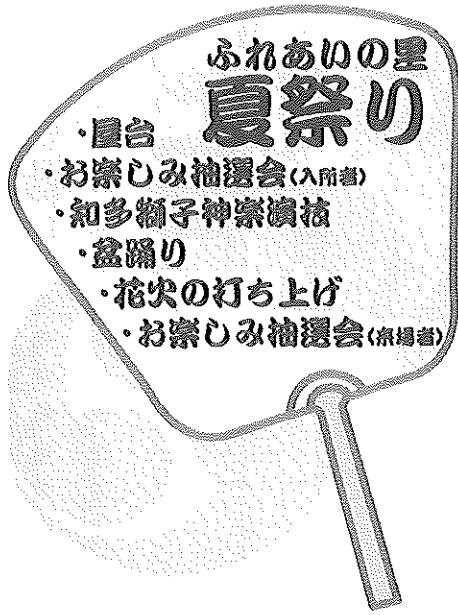 ふれあいの里
夏祭り
・屋台
・お楽しみ抽選会(入所者)
・知多獅子神楽演技
・盆踊り
・花火の打ち上げ
・お楽しみ抽選会(来場者)